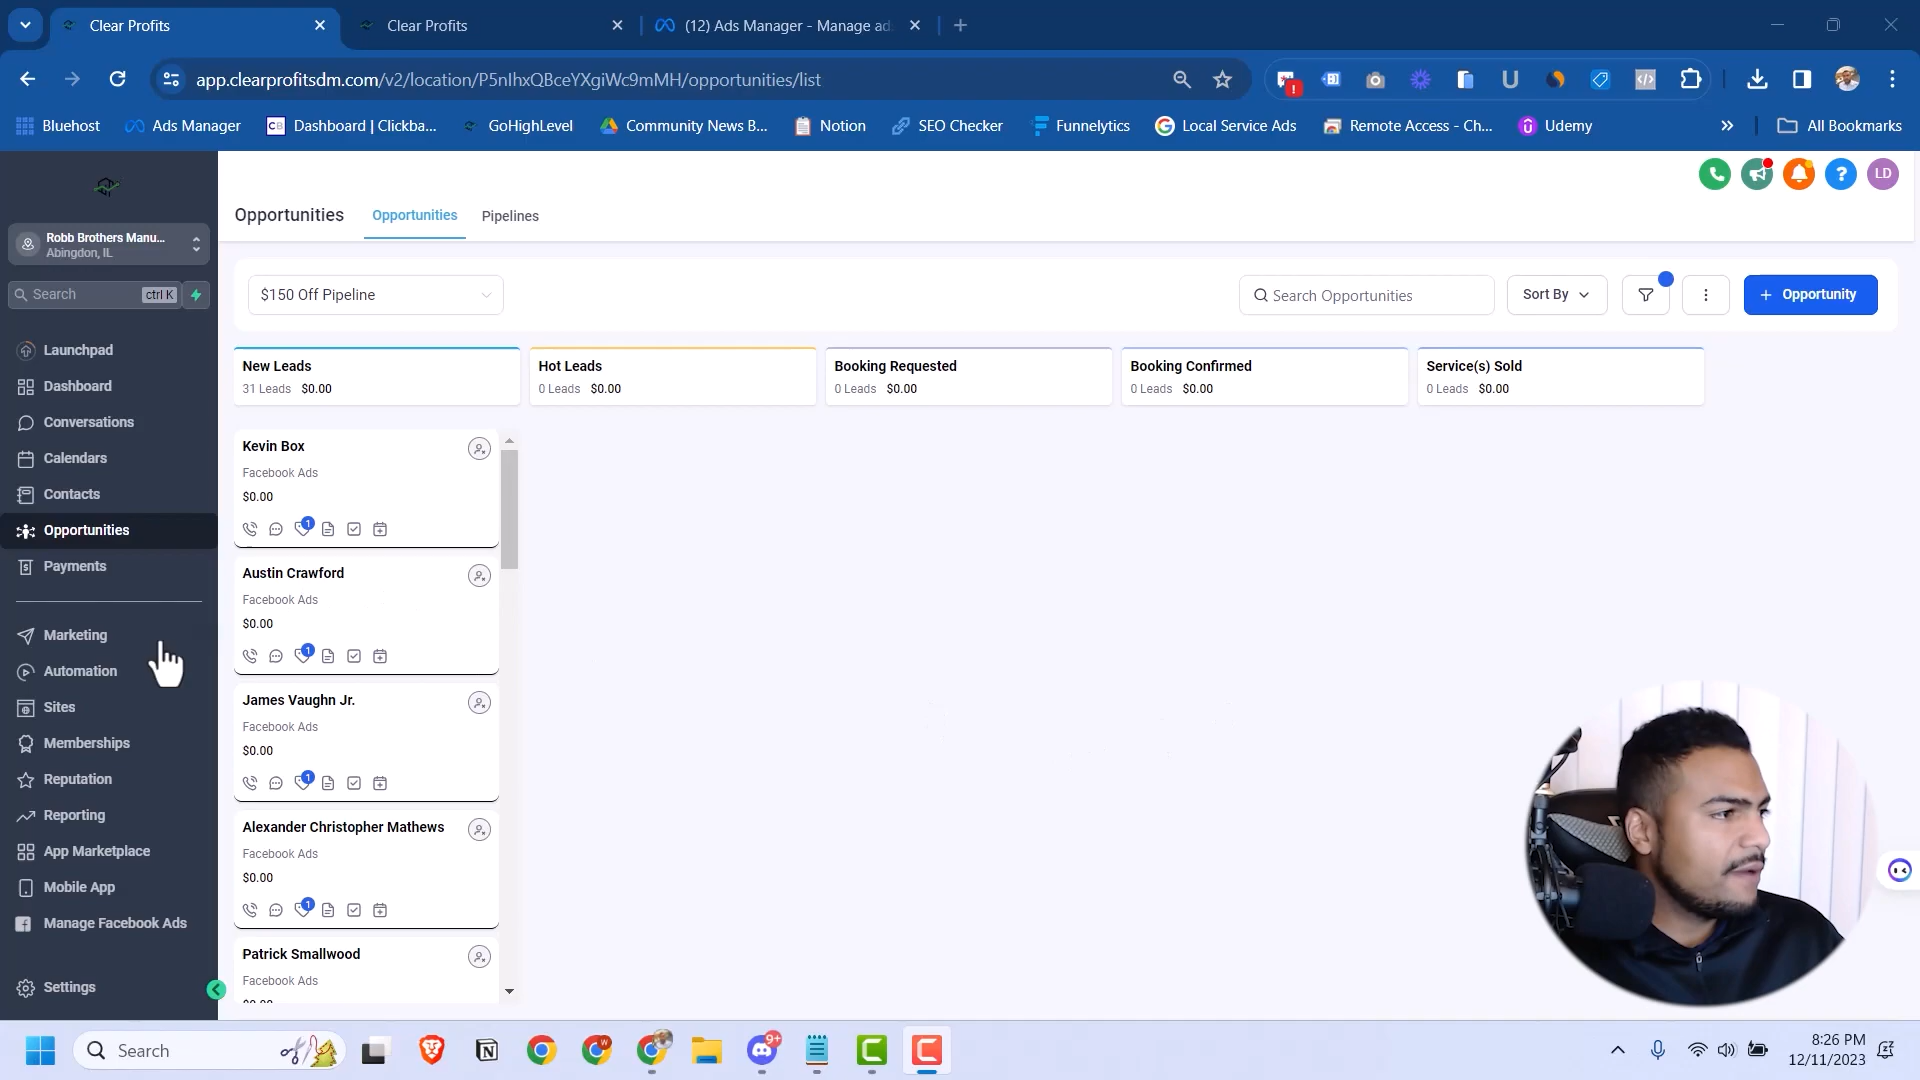 Clear Profits
Clear Profits
(12) Ads Manager - Manage ad
app.clearprofitsdm.com/v2/location/P5nIhxQBceYXgiWc9mMH/opportunities/list
Bluehost
Ads Manager
CB
Dashboard | Clickba...
GoHighLevel
Community News B...
Notion
SEO Checker
Funnelytics
Local Service Ads
Remote Access - Ch...
Udemy
All Bookmarks
Robb Brothers Manu...
Abingdon, IL
Search
ctrl K
Launchpad
Dashboard
Conversations
Calendars
Contacts
Opportunities
Payments
Marketing
Automation
Sites
Memberships
Reputation
Reporting
App Marketplace
Mobile App
Manage Facebook Ads
Settings
LD
Opportunities
Opportunities
Pipelines
$150 Off Pipeline
Search Opportunities
Sort By
+ Opportunity
New Leads
31 Leads $0.00
Hot Leads
0 Leads $0.00
Booking Requested
0 Leads $0.00
Booking Confirmed
0 Leads $0.00
Service(s) Sold
0 Leads $0.00
Kevin Box
Facebook Ads
$0.00
1
Austin Crawford
Facebook Ads
$0.00
1
James Vaughn Jr.
Facebook Ads
$0.00
1
Alexander Christopher Mathews
Facebook Ads
$0.00
1
Patrick Smallwood
Facebook Ads
$0.00
Search
9+
8:26 PM
12/11/2023